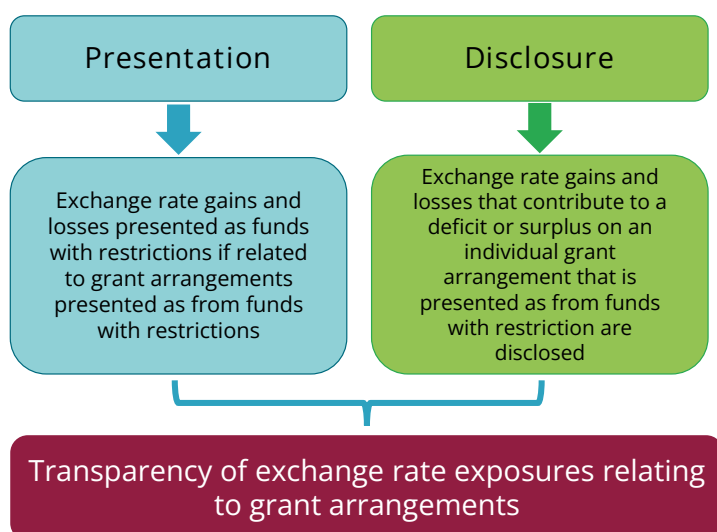 Presentation
Disclosure
Exchange rate gains and
losses presented as funds
with restrictions if related
to grant arrangements
presented as from funds
with restrictions
Exchange rate gains and
losses that contribute to a
deficit or surplus on an
individual grant
arrangement that is
presented as from funds
with restriction are
disclosed
Transparency of exchange rate exposures relating
to grant arrangements